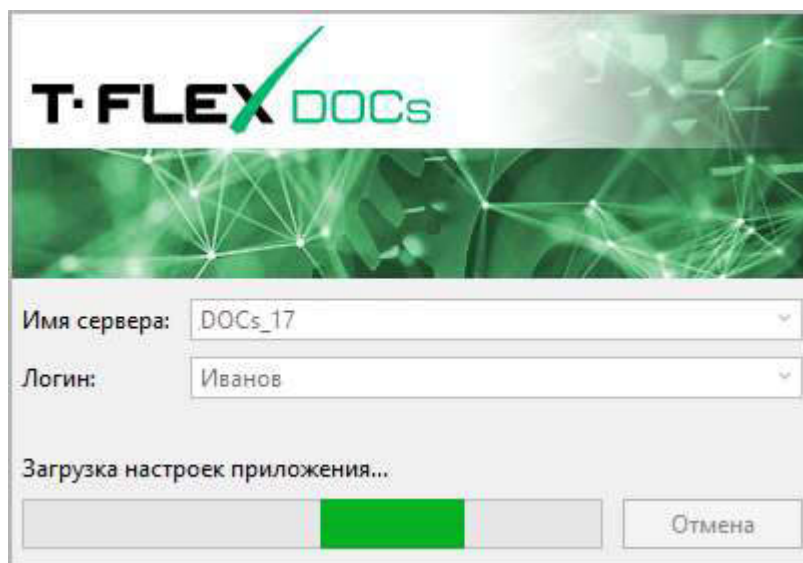 T·FLEX DOCs
Имя сервера: DOCs_17
Логин: Иванов
Загрузка настроек приложения...
Отмена